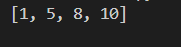 [1, 5, 8, 10]